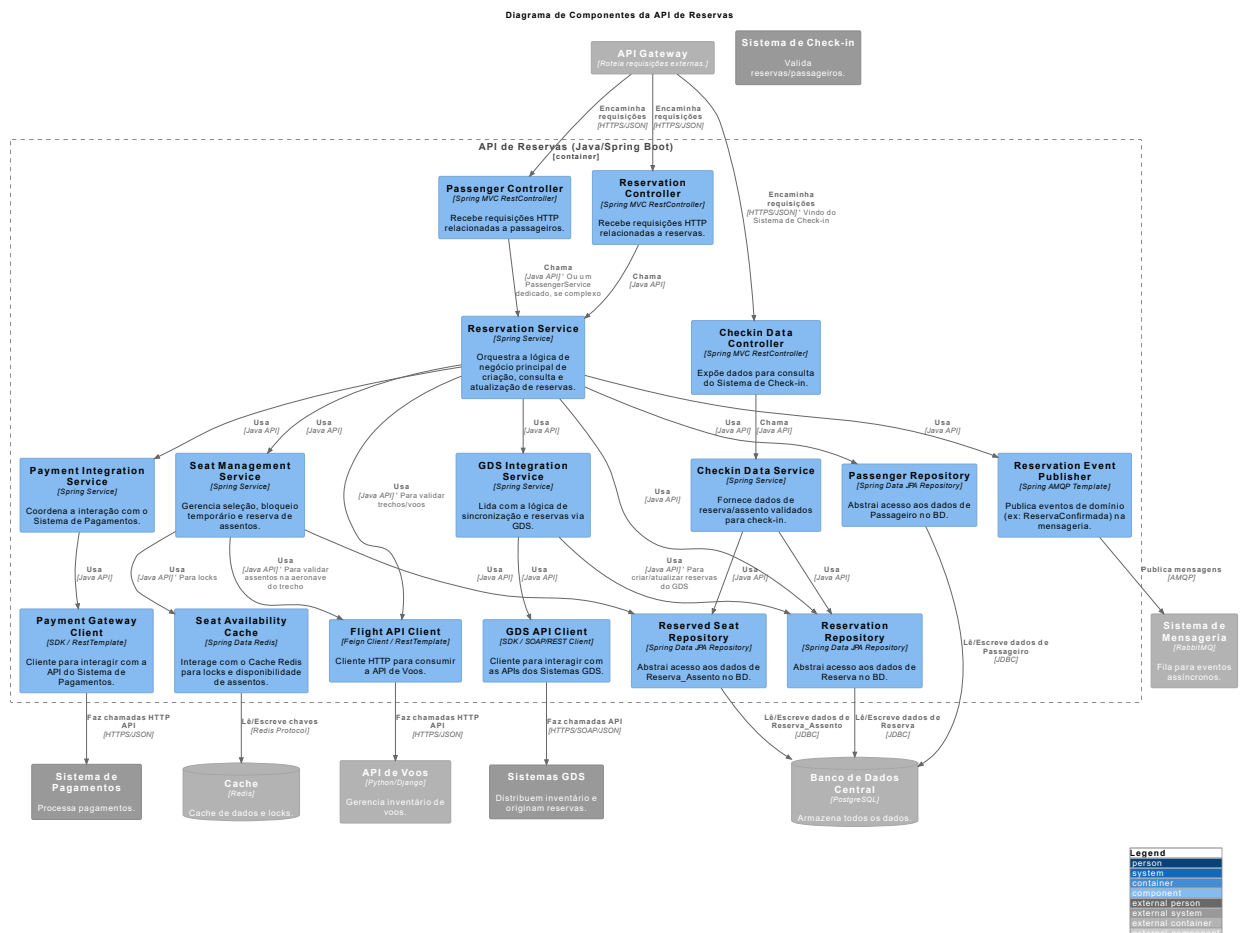 Diagrama de Componentes da API de Reservas
API Gateway
[Roteia requisições externas.]
Sistema de Check-in
Valida
reservas/passageiros.
Encaminha
requisições
[HTTPS/JSON]
Encaminha
requisições
[HTTPS/JSON]
API de Reservas (Java/Spring Boot)
[container]
Passenger Controller
[Spring MVC RestController]
Recebe requisições HTTP
relacionadas a passageiros.
Reservation
Controller
[Spring MVC RestController]
Recebe requisições HTTP
relacionadas a reservas.
Encaminha
requisições
[HTTPS/JSON] ' Vindo do
Sistema de Check-in
Chama
[Java API] ' Ou um
PassengerService
dedicado, se complexo
Chama
[Java API]
Reservation Service
[Spring Service]
Orquestra a lógica de
negócio principal de
criação, consulta e
atualização de reservas.
Checkin Data
Controller
[Spring MVC RestController]
Expõe dados para consulta
do Sistema de Check-in.
Usa
[Java API]
Usa
[Java API]
Usa
[Java API]
Usa
[Java API]
Chama
[Java API]
Usa
[Java API]
Payment Integration
Service
[Spring Service]
Coordena a interação com o
Sistema de Pagamentos.
Seat Management
Service
[Spring Service]
Gerencia seleção, bloqueio
temporário e reserva de
assentos.
Usa
[Java API] ' Para validar
trechos/voos
GDS Integration
Service
[Spring Service]
Lida com a lógica de
sincronização e reservas via
GDS.
Usa
[Java API]
Checkin Data Service
[Spring Service]
Fornece dados de
reserva/assento validados
para check-in.
Passenger Repository
[Spring Data JPA Repository]
Abstrai acesso aos dados de
Passageiro no BD.
Reservation Event
Publisher
[Spring AMQP Template]
Publica eventos de domínio
(ex: ReservaConfirmada) na
mensageria.
Usa
[Java API]
Usa
[Java API] ' Para locks
Usa
[Java API] ' Para validar
assentos na aeronave
do trecho
Usa
[Java API]
Usa
[Java API]
Usa
[Java API] ' Para
criar/atualizar reservas
do GDS
Usa
[Java API]
Usa
[Java API]
Publica mensagens
[AMQP]
Payment Gateway
Client
[SDK / RestTemplate]
Cliente para interagir com a
API do Sistema de
Pagamentos.
Seat Availability
Cache
[Spring Data Redis]
Interage com o Cache Redis
para locks e disponibilidade
de assentos.
Flight API Client
[Feign Client / RestTemplate]
Cliente HTTP para consumir
a API de Voos.
GDS API Client
[SDK / SOAP/REST Client]
Cliente para interagir com
as APIs dos Sistemas GDS.
Reserved Seat
Repository
[Spring Data JPA Repository]
Abstrai acesso aos dados de
Reserva_Assento no BD.
Reservation
Repository
[Spring Data JPA Repository]
Abstrai acesso aos dados de
Reserva no BD.
Lê/Escreve dados de
Passageiro
[JDBC]
Sistema de
Mensageria
[RabbitMQ]
Fila para eventos
assíncronos.
Faz chamadas HTTP
API
[HTTPS/JSON]
Lê/Escreve chaves
[Redis Protocol]
Faz chamadas HTTP
API
[HTTPS/JSON]
Faz chamadas API
[HTTPS/SOAP/JSON]
Lê/Escreve dados de
Reserva_Assento
[JDBC]
Lê/Escreve dados de
Reserva
[JDBC]
Sistema de
Pagamentos
Processa pagamentos.
Cache
[Redis]
Cache de dados e locks.
API de Voos
[Python/Django]
Gerencia inventário de
voos.
Sistemas GDS
Distribuem inventário e
originam reservas.
Banco de Dados
Central
[PostgreSQL]
Armazena todos os dados.
Legend
person
system
container
component
external person
external system
external container